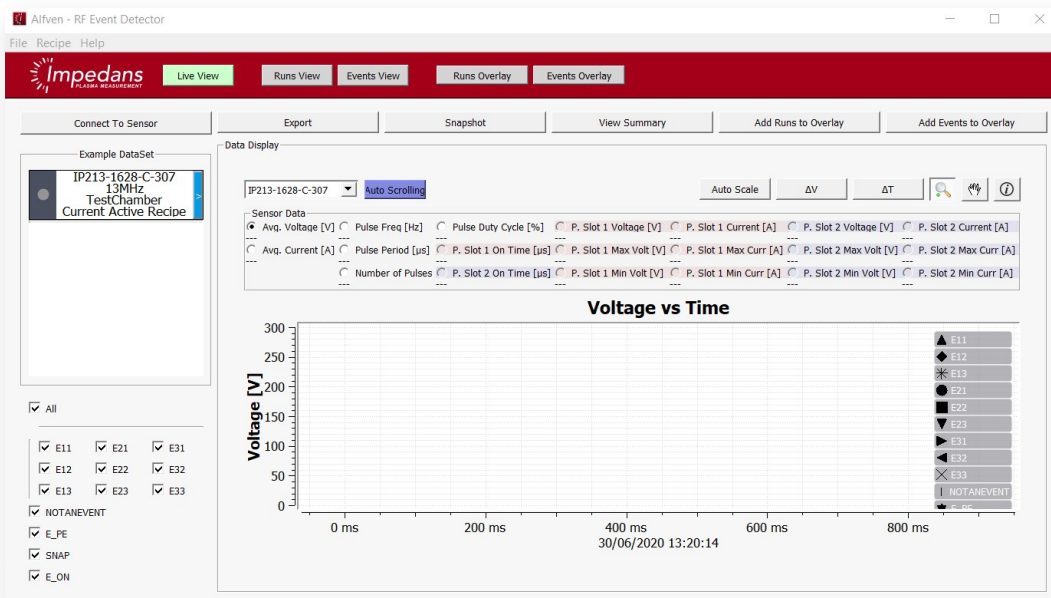 Alfven - RF Event Detector
File Recipe Help
Impedans
PLASMA MEASUREMENT
Live View
Runs View
Events View
Runs Overlay
Events Overlay
Connect To Sensor
Export
Snapshot
View Summary
Add Runs to Overlay
Add Events to Overlay
Example DataSet
IP213-1628-C-307
13MHz
TestChamber
Current Active Recipe
>
All
E11 E21 E31
E12 E22 E32
E13 E23 E33
NOTANEVENT
E_PE
SNAP
E_ON
Data Display
IP213-1628-C-307
Auto Scrolling
Auto Scale
ΔV
ΔT
Sensor Data
Avg. Voltage [V] Pulse Freq [Hz] Pulse Duty Cycle [%] P. Slot 1 Voltage [V] P. Slot 1 Current [A] P. Slot 2 Voltage [V] P. Slot 2 Current [A]
--- --- --- --- --- --- ---
Avg. Current [A] Pulse Period [µs] P. Slot 1 On Time [µs] P. Slot 1 Max Volt [V] P. Slot 1 Max Curr [A] P. Slot 2 Max Volt [V] P. Slot 2 Max Curr [A]
--- --- --- --- --- --- ---
Number of Pulses P. Slot 2 On Time [µs] P. Slot 1 Min Volt [V] P. Slot 1 Min Curr [A] P. Slot 2 Min Volt [V] P. Slot 2 Min Curr [A]
--- --- --- --- --- ---
Voltage vs Time
Voltage [V]
300
250
200
150
100
50
0
0 ms 200 ms 400 ms 600 ms 800 ms
30/06/2020 13:20:14
E11
E12
E13
E21
E22
E23
E31
E32
E33
NOTANEVENT
E_PE